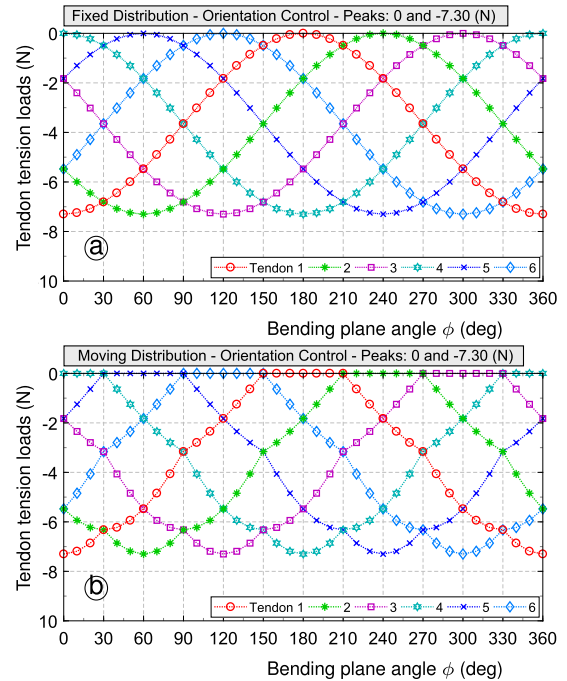 Fixed Distribution - Orientation Control - Peaks: 0 and -7.30 (N)
Tendon tension loads (N)
0
-2
-4
-6
-8
10
a
Tendon 1 2 3 4 5 6
0 30 60 90 120 150 180 210 240 270 300 330 360
Bending plane angle ϕ (deg)
Moving Distribution - Orientation Control - Peaks: 0 and -7.30 (N)
Tendon tension loads (N)
0
-2
-4
-6
-8
10
b
Tendon 1 2 3 4 5 6
0 30 60 90 120 150 180 210 240 270 300 330 360
Bending plane angle ϕ (deg)